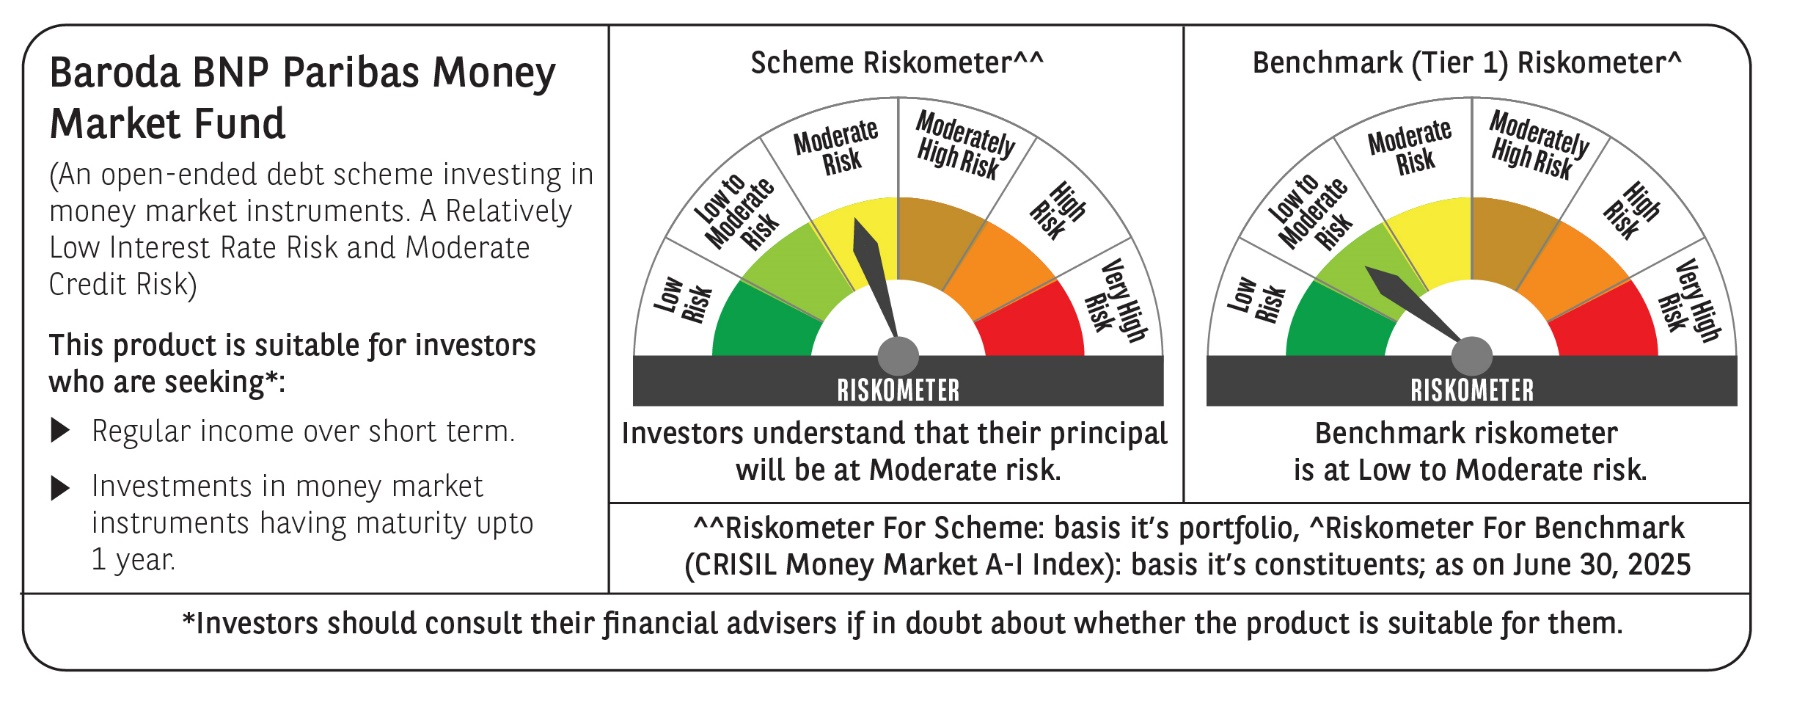 Baroda BNP Paribas Money
Market Fund
(An open-ended debt scheme investing in
money market instruments. A Relatively
Low Interest Rate Risk and Moderate
Credit Risk)
This product is suitable for investors
who are seeking*:
Regular income over short term.
Investments in money market
instruments having maturity upto
1 year.
Scheme Riskometer^^
Low
Risk
Low to
Moderate
Risk
Moderate
Risk
Moderately
High Risk
High
Risk
Very High
Risk
RISKOMETER
Investors understand that their principal
will be at Moderate risk.
Benchmark (Tier 1) Riskometer^
Low
Risk
Low to
Moderate
Risk
Moderate
Risk
Moderately
High Risk
High
Risk
Very High
Risk
RISKOMETER
Benchmark riskometer
is at Low to Moderate risk.
^^Riskometer For Scheme: basis it's portfolio, ^Riskometer For Benchmark
(CRISIL Money Market A-I Index): basis it's constituents; as on June 30, 2025
*Investors should consult their financial advisers if in doubt about whether the product is suitable for them.